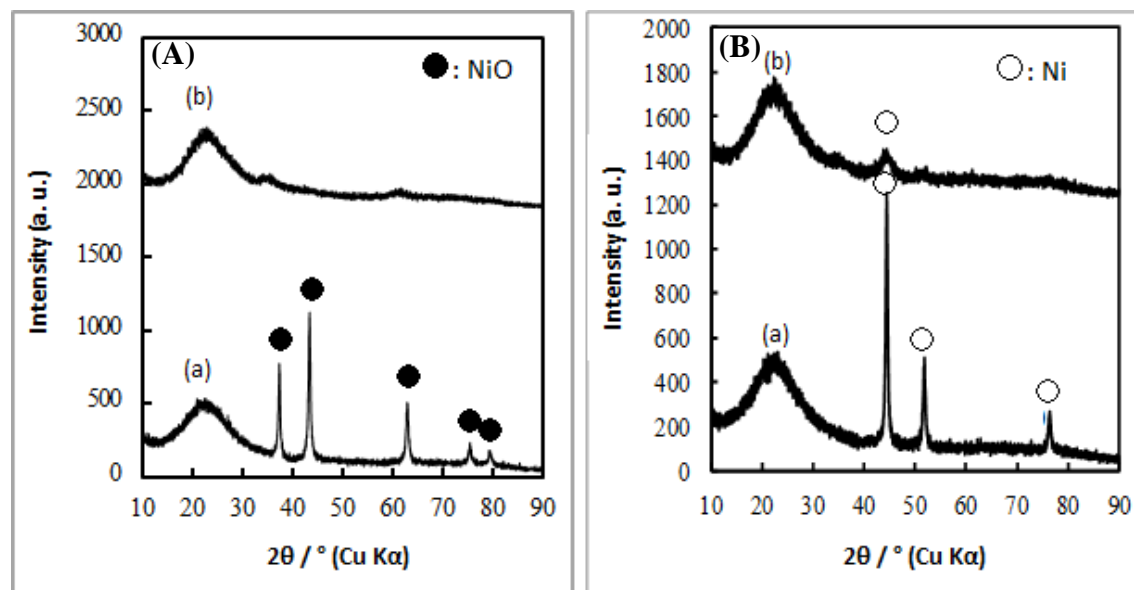 (A)
: NiO
(b)
(a)
3000
2500
2000
1500
1000
500
0
10 20 30 40 50 60 70 80 90
Intensity (a. u.)
2θ / ° (Cu Kα)
(B)
: Ni
(b)
(a)
2000
1800
1600
1400
1200
1000
800
600
400
200
0
10 20 30 40 50 60 70 80 90
Intensity (a. u.)
2θ / ° (Cu Kα)